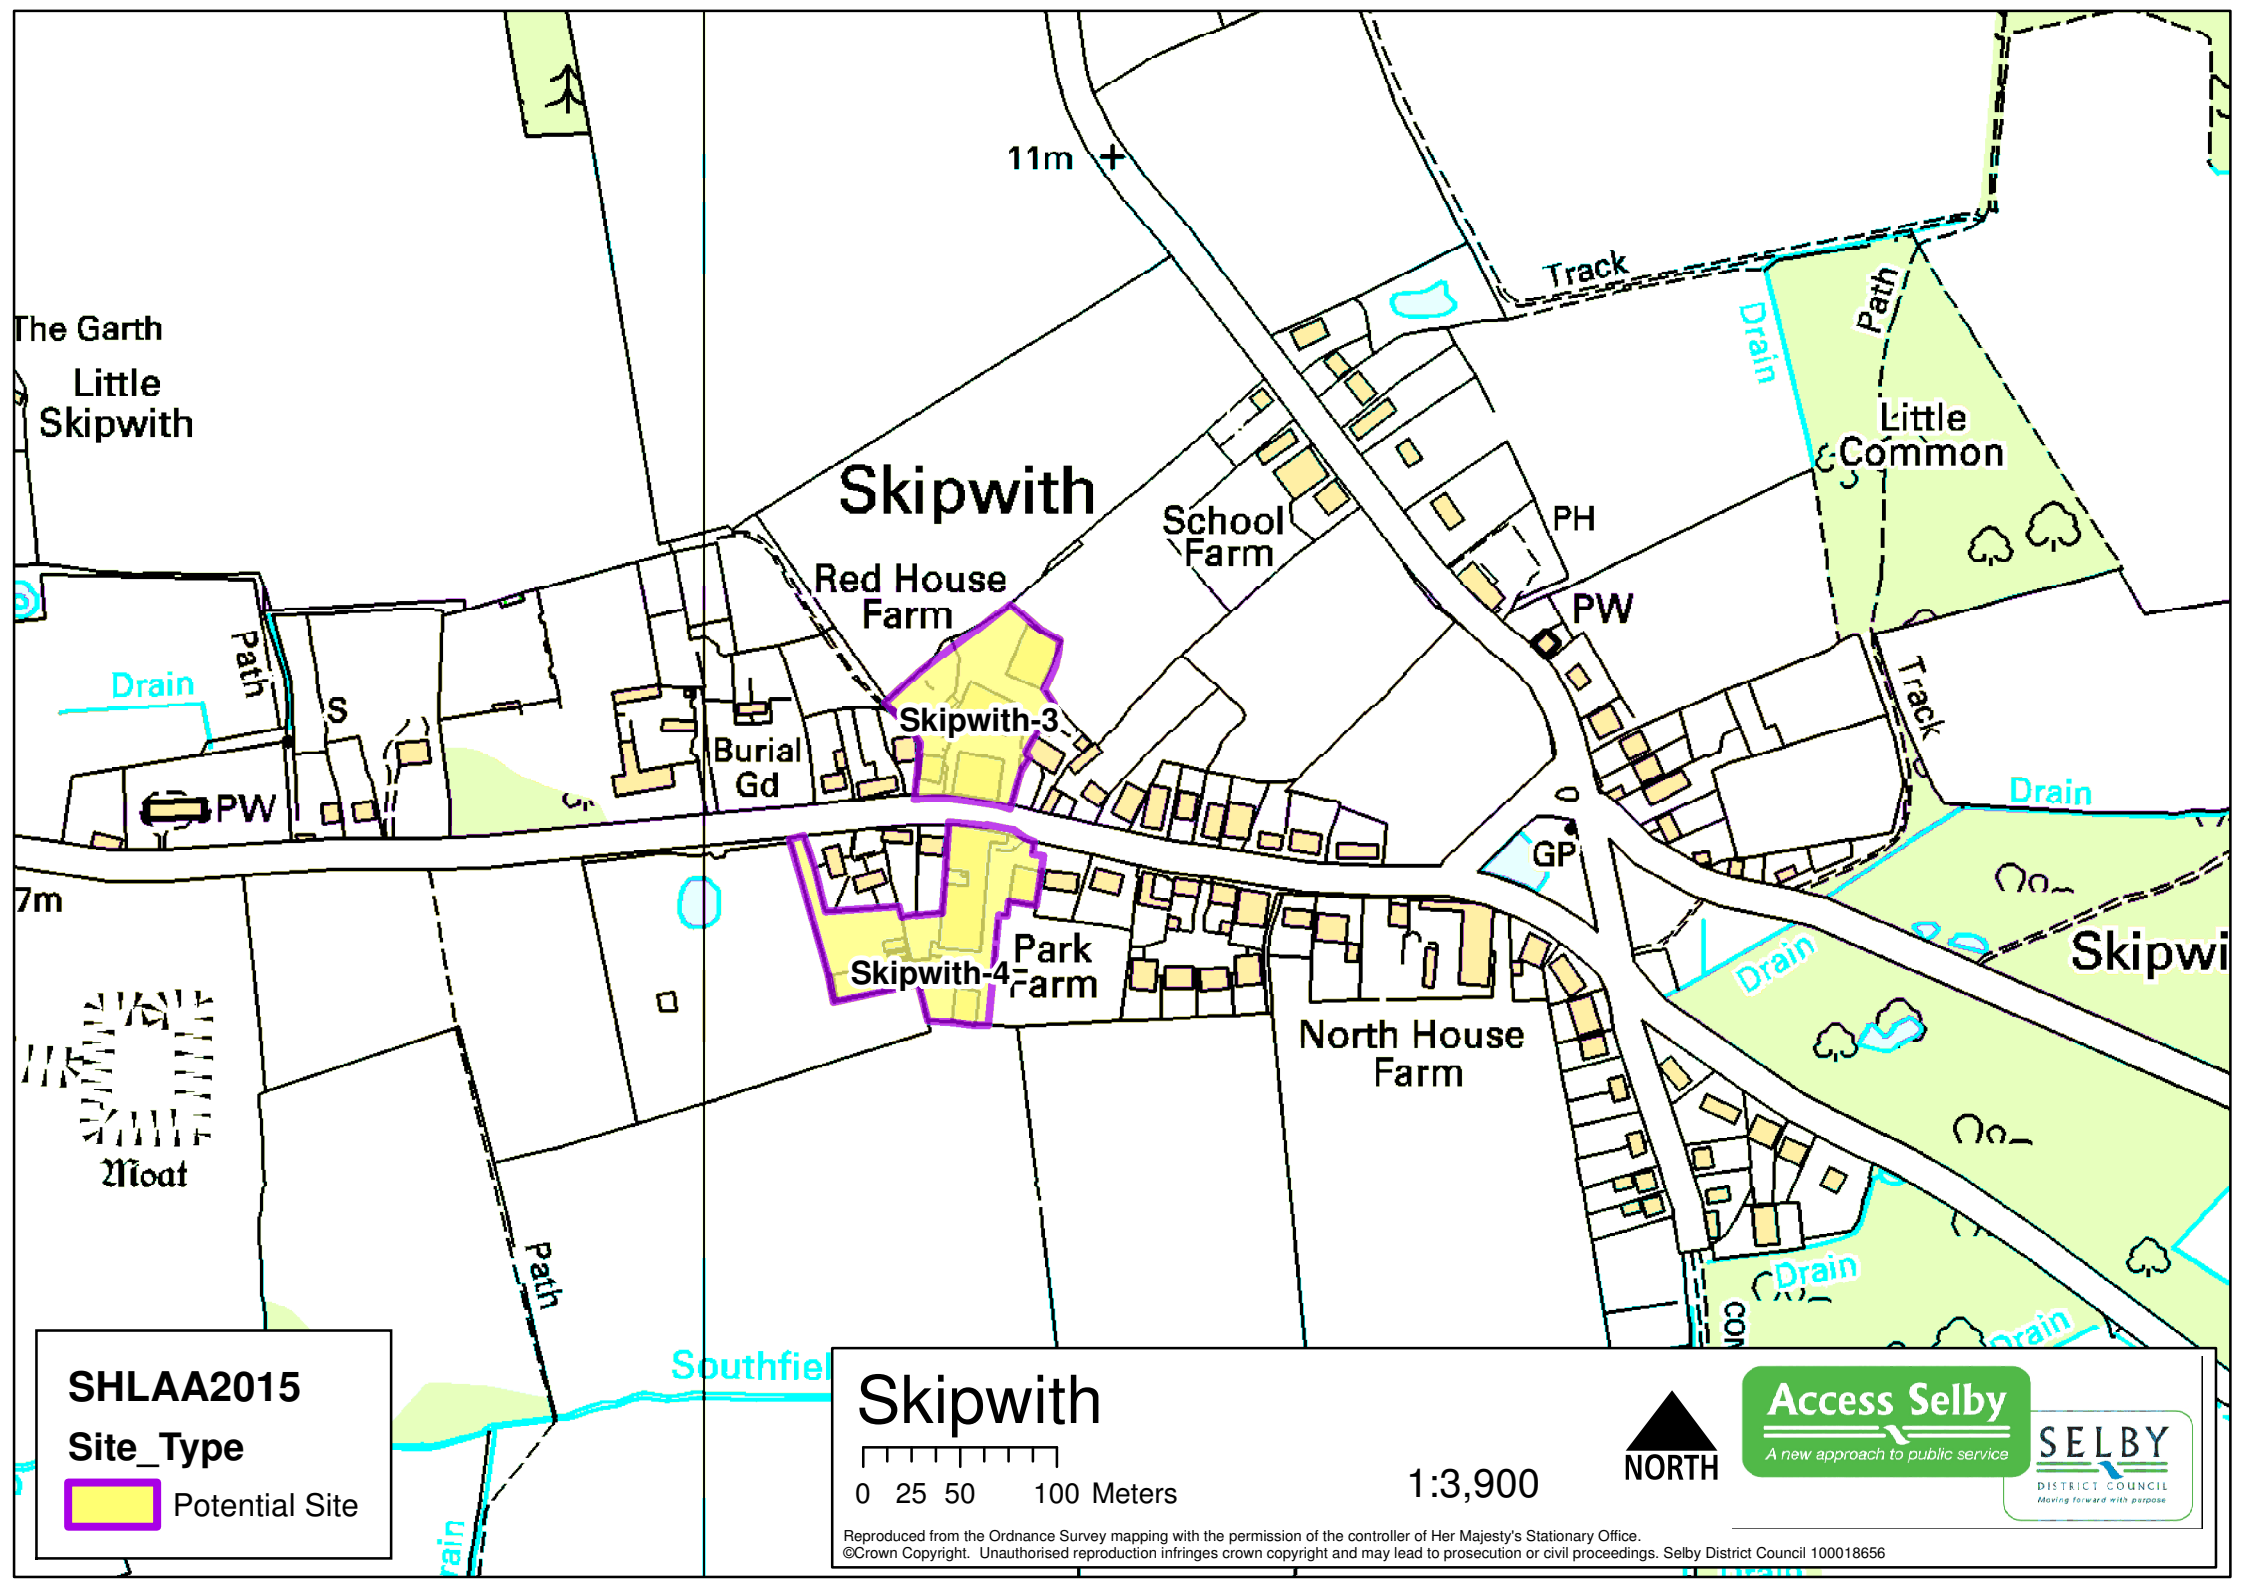 11m
Track
Path
Drain
The Garth
Little
Skipwith
Little
Common
Skipwith
School
Farm
PH
Red House
Farm
PW
Path
Drain
S
Track
Skipwith-3
Burial
Gd
PW
Drain
GP
7m
Park
Farm
Skipwith-4
Drain
Skipwi
North House
Farm
Moat
Path
Drain
Drain
Southfiel
SHLAA2015
Site_Type
Potential Site
Skipwith
0 25 50 100 Meters
1:3,900
NORTH
Access Selby
A new approach to public service
SELBY
DISTRICT COUNCIL
Moving forward with purpose
Reproduced from the Ordnance Survey mapping with the permission of the controller of Her Majesty's Stationary Office.
©Crown Copyright. Unauthorised reproduction infringes crown copyright and may lead to prosecution or civil proceedings. Selby District Council 100018656